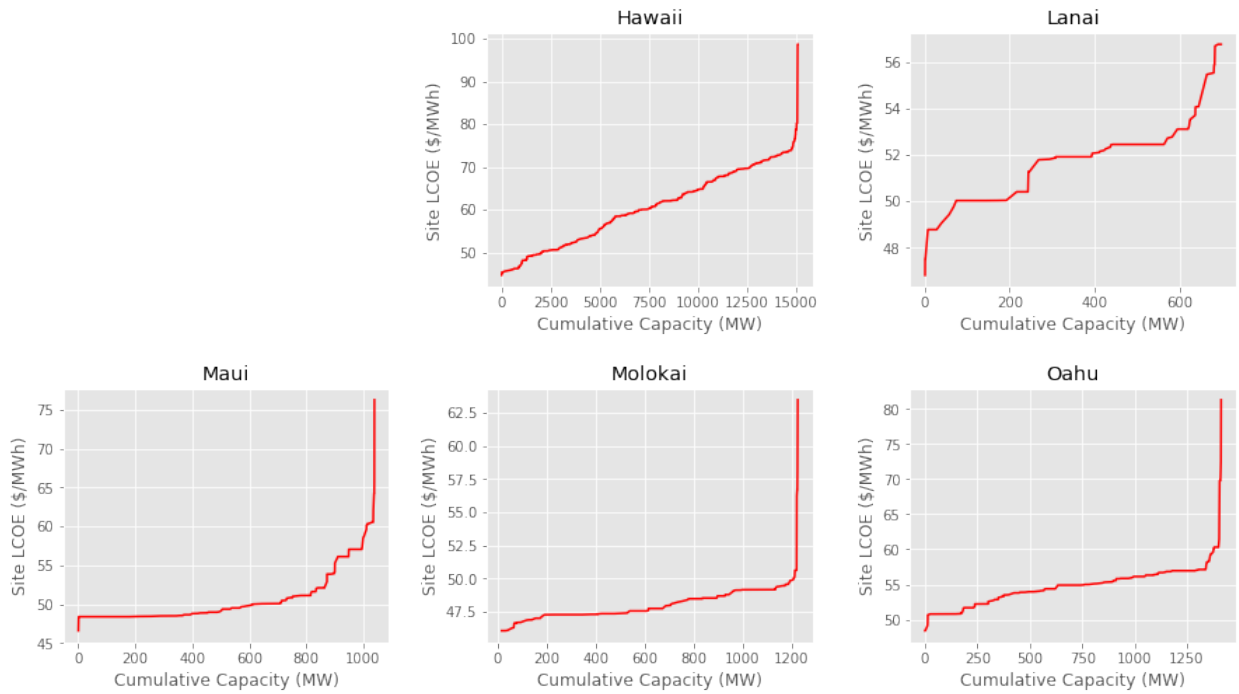 Hawaii
Lanai
100
90
80
70
60
50
Site LCOE ($/MWh)
0 2500 5000 7500 10000 12500 15000
Cumulative Capacity (MW)
56
54
52
50
48
Site LCOE ($/MWh)
0 200 400 600
Cumulative Capacity (MW)
Maui
Molokai
Oahu
75
70
65
60
55
50
45
Site LCOE ($/MWh)
0 200 400 600 800 1000
Cumulative Capacity (MW)
62.5
60.0
57.5
55.0
52.5
50.0
47.5
Site LCOE ($/MWh)
0 200 400 600 800 1000 1200
Cumulative Capacity (MW)
80
75
70
65
60
55
50
Site LCOE ($/MWh)
0 250 500 750 1000 1250
Cumulative Capacity (MW)